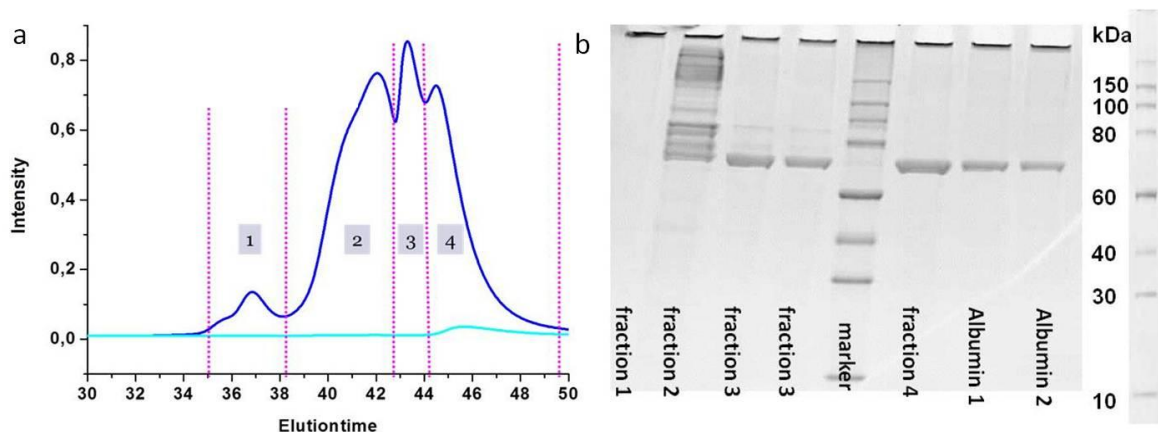 a
0,8
0,6
0,4
0,2
0,0
Intensity
1
2
3
4
30
32
34
36
38
40
42
44
46
48
50
Elutiontime
b
fraction 1
fraction 2
fraction 3
fraction 3
marker
fraction 4
Albumin 1
Albumin 2
kDa
150
100
80
60
40
30
10